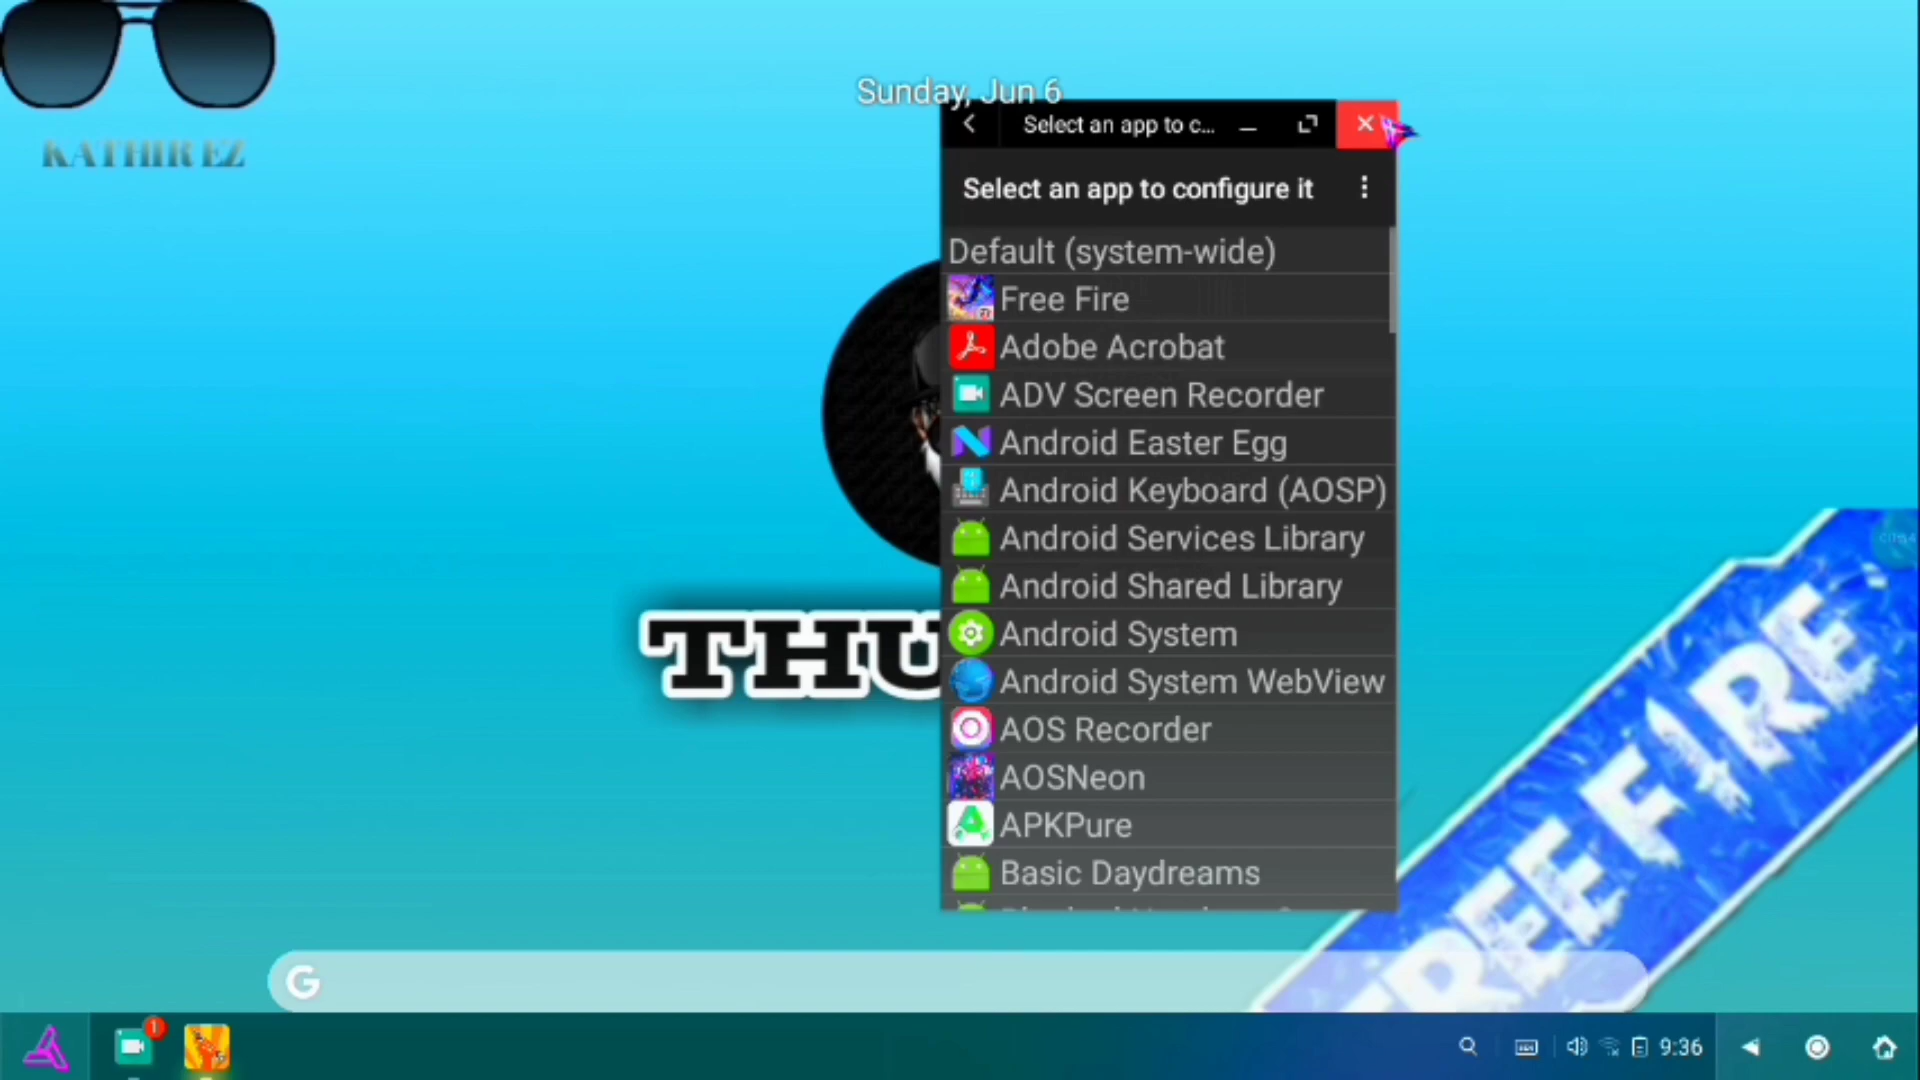 KATHIR EZ
Sunday, Jun 6
Select an app to c...
Select an app to configure it
Default (system-wide)
Free Fire
Adobe Acrobat
ADV Screen Recorder
Android Easter Egg
Android Keyboard (AOSP)
Android Services Library
Android Shared Library
Android System
Android System WebView
AOS Recorder
AOSNeon
APKPure
Basic Daydreams
THU
FREE FIRE
G
1
9:36